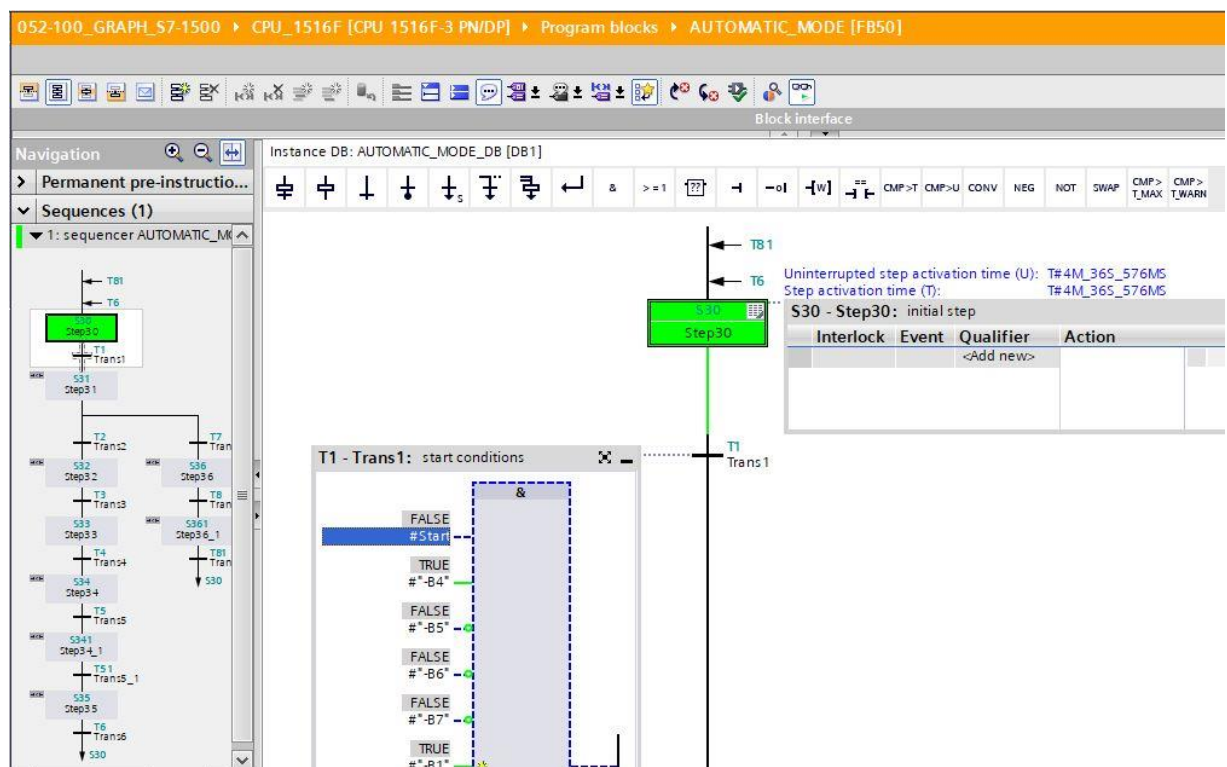 052-100_GRAPH_S7-1500 ▸ CPU_1516F [CPU 1516F-3 PN/DP] ▸ Program blocks ▸ AUTOMATIC_MODE [FB50]
Block interface
Navigation
Permanent pre-instructio...
Sequences (1)
1: sequencer AUTOMATIC_M
T81
T6
S30
Step30
T1
Trans1
S31
Step31
T2
Trans2
T7
Tran
S32
Step32
S36
Step36
T3
Trans3
T8
Tran
S33
Step33
S361
Step36_1
T4
Trans4
T81
Tran
S34
Step34
S30
T5
Trans5
S341
Step34_1
T51
Trans5_1
S35
Step35
T6
Trans6
S30
Instance DB: AUTOMATIC_MODE_DB [DB1]
& >=1 ?? [W] == CMP>T CMP>U CONV NEG NOT SWAP CMP> T_MAX CMP> T_WARN
T81
T6
Uninterrupted step activation time (U): T#4M_36S_576MS
Step activation time (T): T#4M_36S_576MS
S30
Step30
S30 - Step30: initial step
Interlock Event Qualifier Action
<Add new>
T1
Trans1
T1 - Trans1: start conditions
&
FALSE
#Start
TRUE
#"-B4"
FALSE
#"-B5"
FALSE
#"-B6"
FALSE
#"-B7"
TRUE
#"-B1"